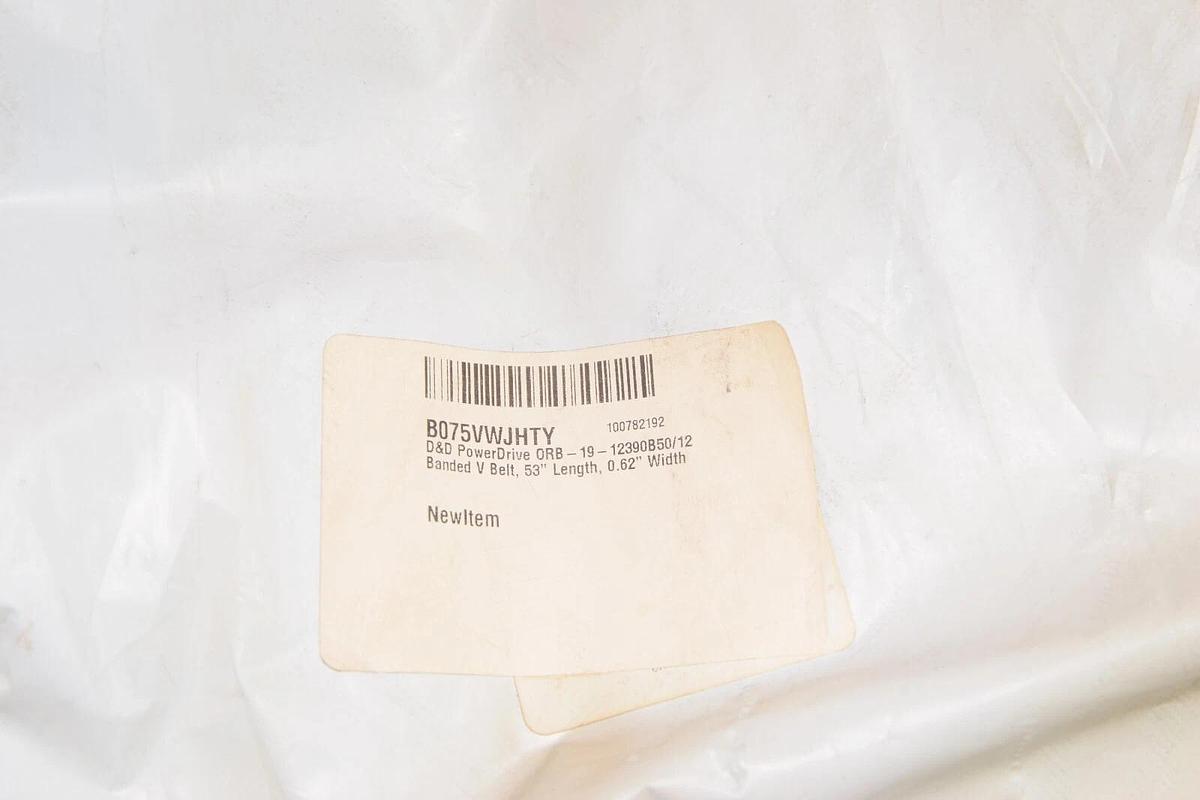 B075VWJHTY 100782192
D&D PowerDrive ORB-19-12390B50/12
Banded V Belt, 53" Length, 0.62" Width
NewItem